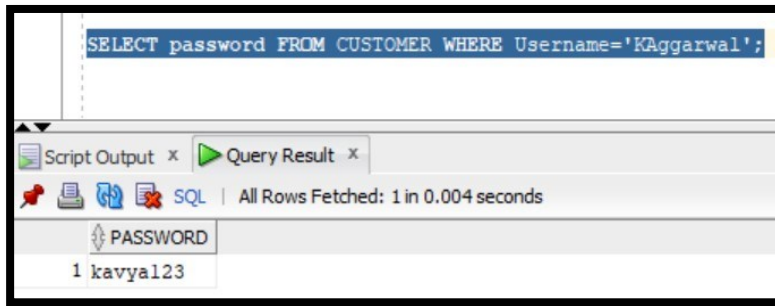 SELECT password FROM CUSTOMER WHERE Username='KAggarwal';
Script Output x Query Result x
SQL | All Rows Fetched: 1 in 0.004 seconds
PASSWORD
1 kavya123